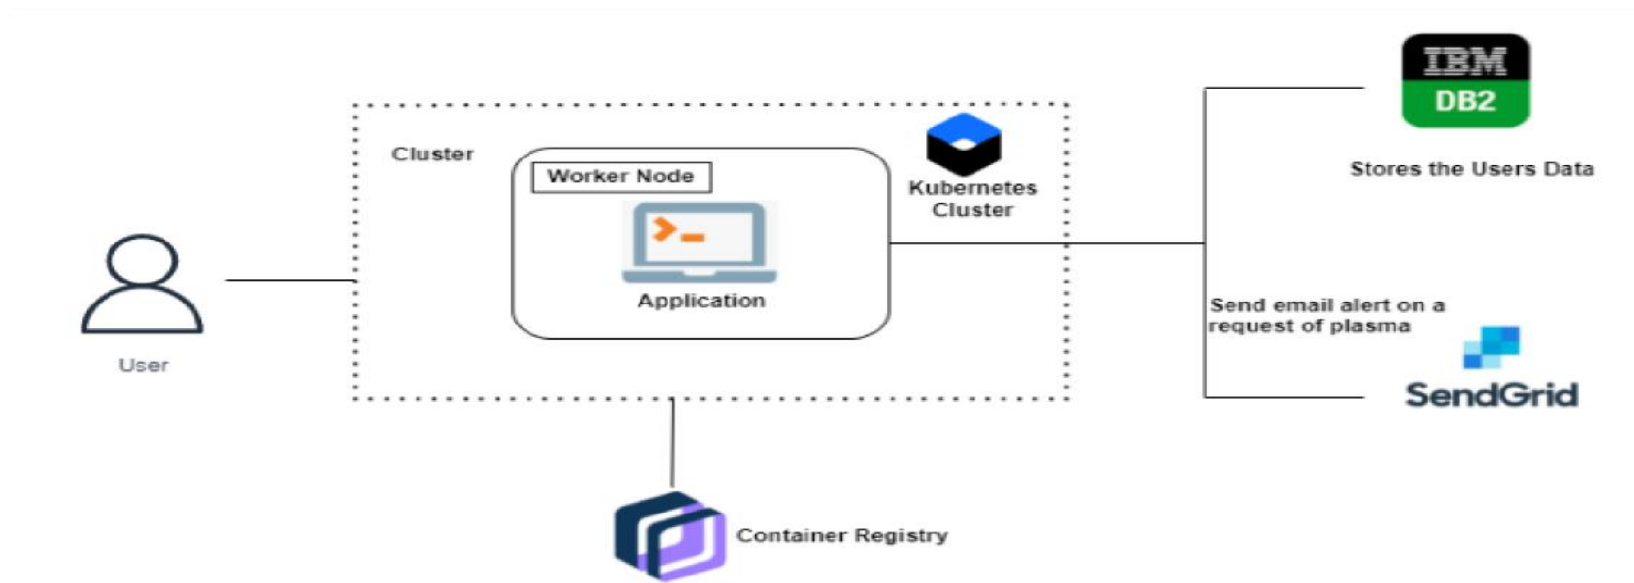 IBM
DB2
Stores the Users Data
Cluster
Worker Node
Kubernetes
Cluster
Application
User
Send email alert on a
request of plasma
SendGrid
Container Registry